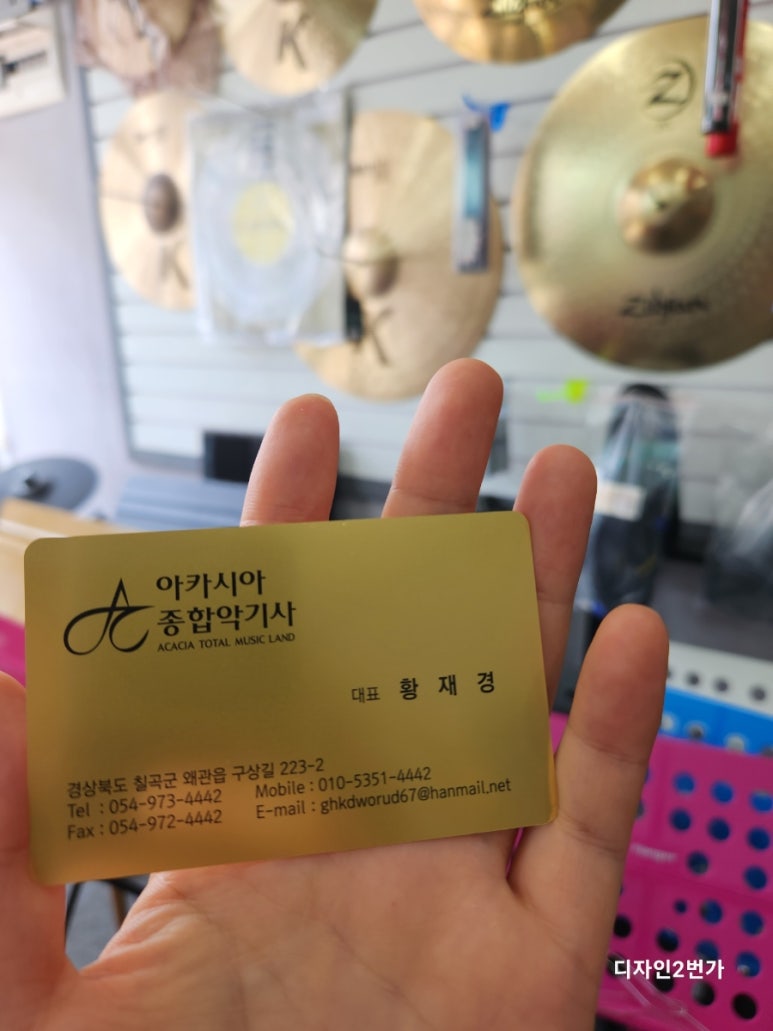 K
Z
Zildjian
K
아카시아
종합악기사
ACACIA TOTAL MUSIC LAND
대표 황 재 경
경상북도 칠곡군 왜관읍 구상길 223-2
Tel : 054-973-4442
Mobile : 010-5351-4442
Fax : 054-972-4442
E-mail : ghkdworud67@hanmail.net
디자인2번가